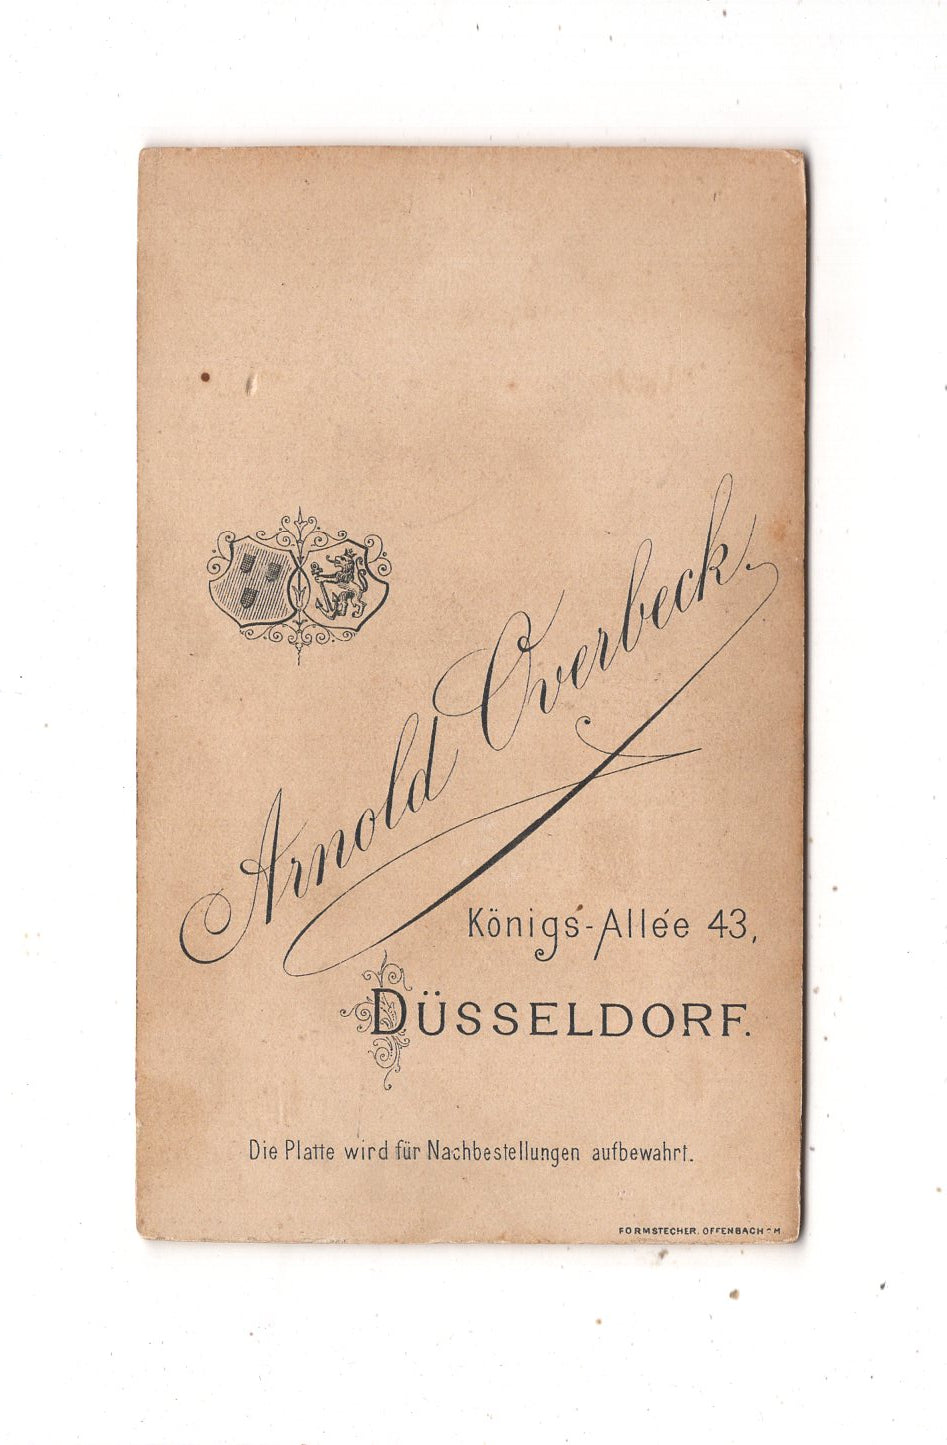 Arnold Overbeck.
Königs-Allée 43,
DÜSSELDORF.
Die Platte wird für Nachbestellungen aufbewahrt.
FORMSTECHER. OFFENBACH a M